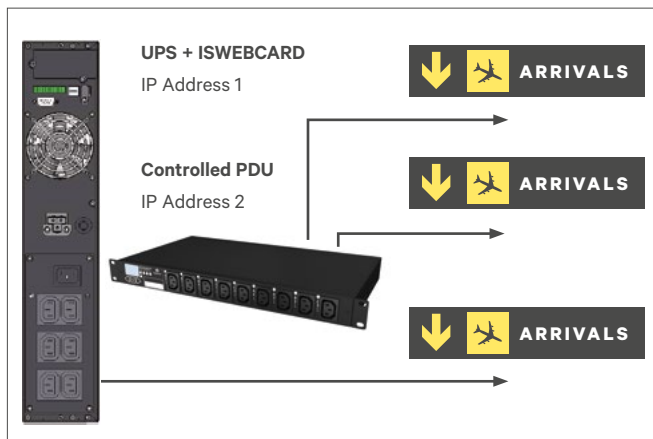 UPS + ISWEBCARD
IP Address 1
ARRIVALS
Controlled PDU
IP Address 2
ARRIVALS
ARRIVALS